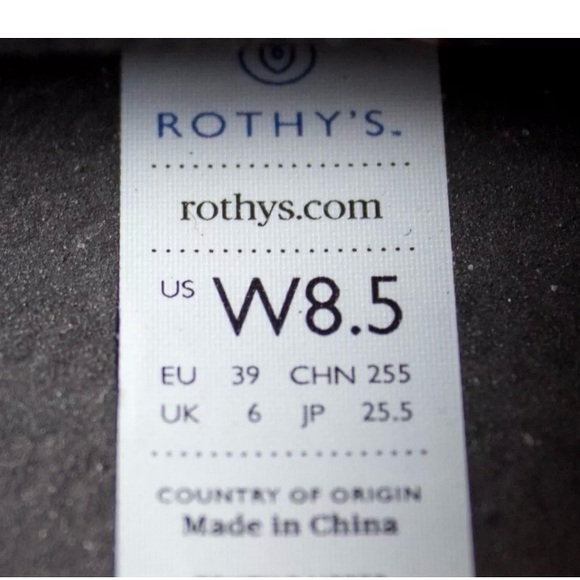 ROTHY'S™
rothys.com
US W8.5
EU 39 CHN 255
UK 6 JP 25.5
COUNTRY OF ORIGIN
Made in China